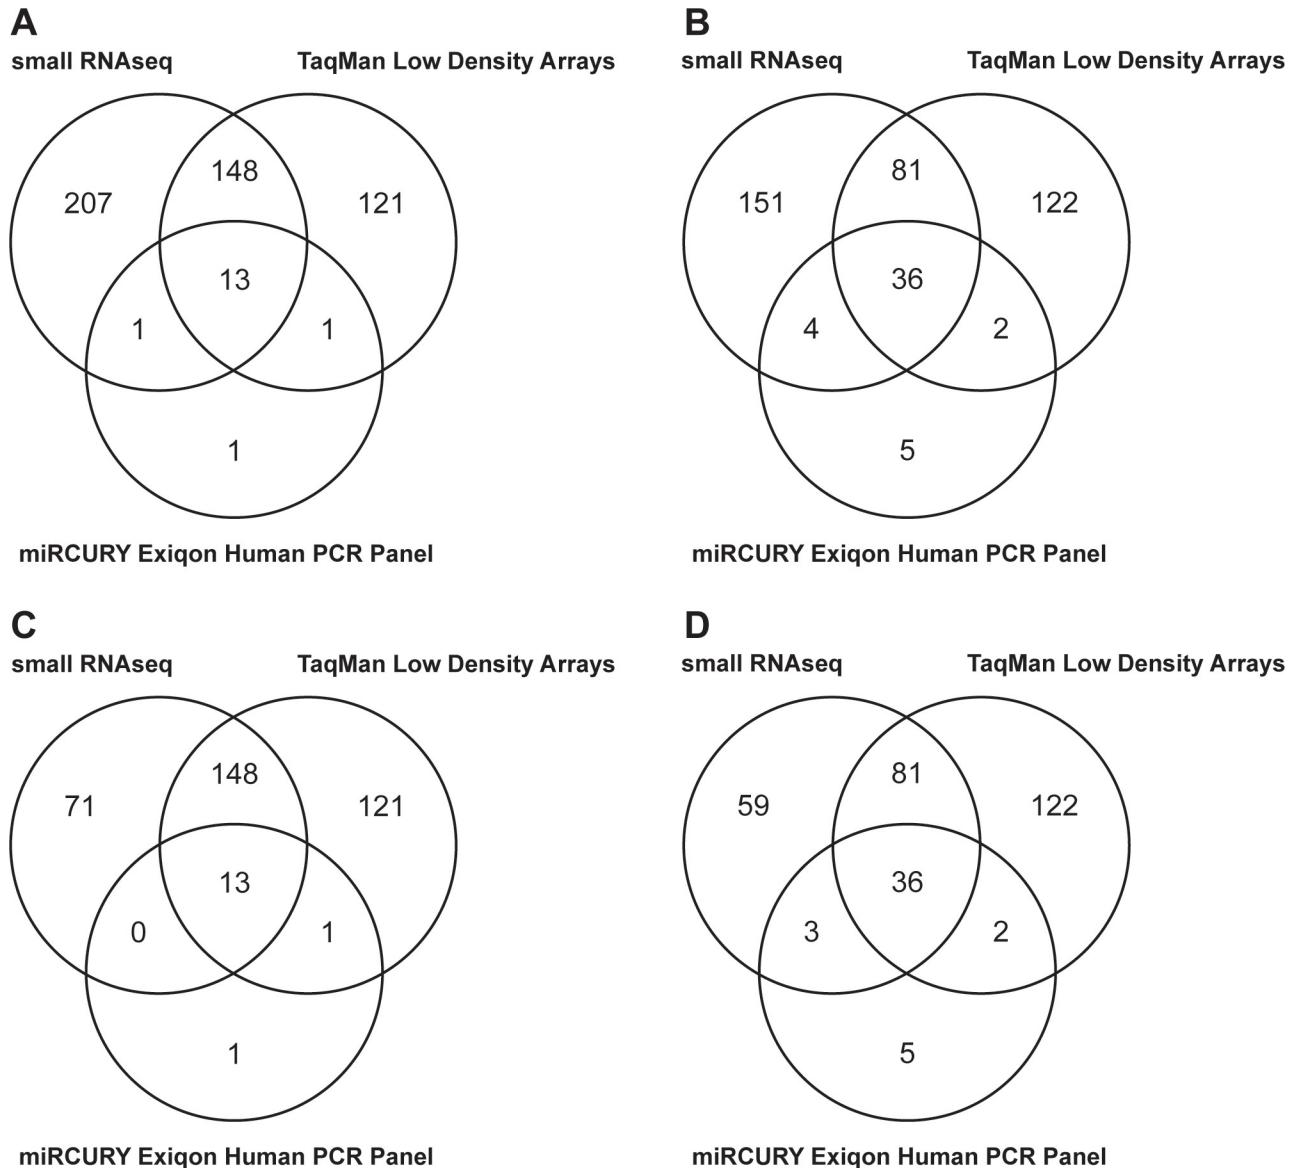 A
small RNAseq TaqMan Low Density Arrays
207 148 121
13
1 1
1
miRCURY Exiqon Human PCR Panel
B
small RNAseq TaqMan Low Density Arrays
151 81 122
36
4 2
5
miRCURY Exiqon Human PCR Panel
C
small RNAseq TaqMan Low Density Arrays
71 148 121
13
0 1
1
miRCURY Exiqon Human PCR Panel
D
small RNAseq TaqMan Low Density Arrays
59 81 122
36
3 2
5
miRCURY Exiqon Human PCR Panel